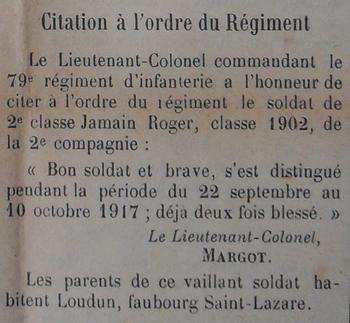 Citation à l'ordre du Régiment
Le Lieutenant-Colonel commandant le
79e régiment d'infanterie a l'honneur de
citer à l'ordre du régiment le soldat de
2e classe Jamain Roger, classe 1902, de
la 2e compagnie :
« Bon soldat et brave, s'est distingué
pendant la période du 22 septembre au
10 octobre 1917 ; déjà deux fois blessé. »
Le Lieutenant-Colonel,
MARGOT.
Les parents de ce vaillant soldat ha-
bitent Loudun, faubourg Saint-Lazare.